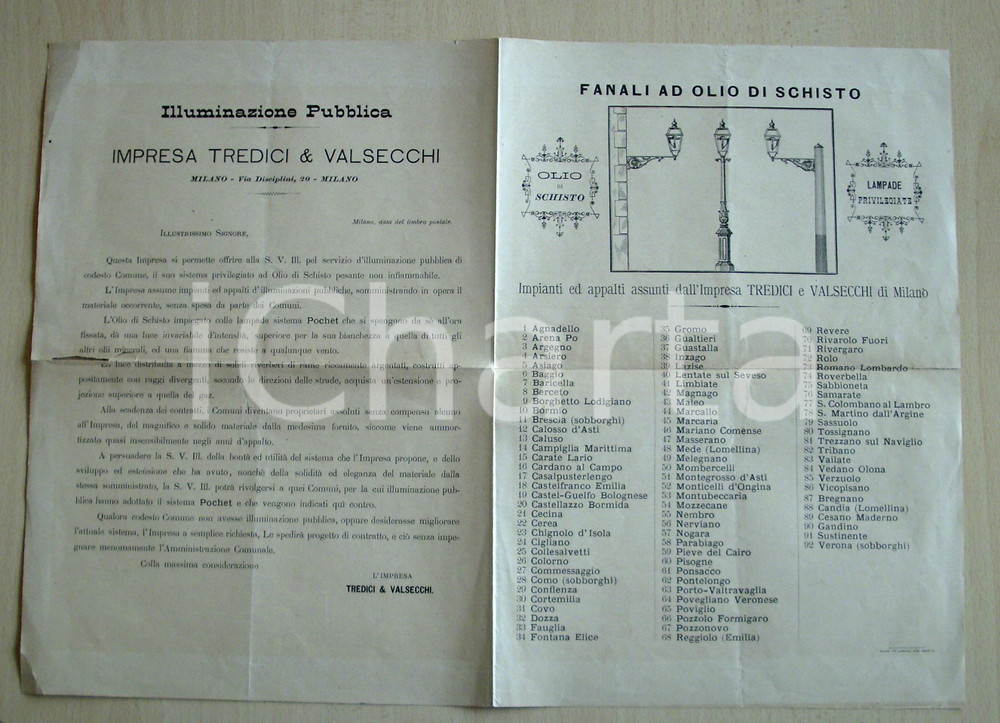 Illuminazione Pubblica
IMPRESA TREDICI & VALSECCHI
MILANO - Via Disciplini, 20 - MILANO
Milano, data del timbro postale.
ILLUSTRISSIMO SIGNORE,
Questa Impresa si permette offrire alla S. V. Ill. pel servizio d'illuminazione pubblica di
codesto Comune, il suo sistema privilegiato ad Olio di Schisto pesante non infiammabile.
L'Impresa assume impianti ed appalti d'illuminazioni pubbliche, somministrando in opera il
materiale occorrente, senza spesa da parte dei Comuni.
L'Olio di Schisto impiegato colle lampade sistema Pochet che si spengono da sè all'ora
fissata, dà una luce invariabile d'intensità, superiore per la sua bianchezza a quella di tutti gli
altri olii minerali, ed una fiamma che resiste a qualunque vento.
La luce distribuita a mezzo di solidi riverberi di rame riccamente argentati, costrutti ap-
positamente con raggi divergenti, secondo le direzioni delle strade, acquista un'estensione e pro-
jezione superiore a quella del gaz.
Alla scadenza dei contratti, i Comuni diventano proprietari assoluti senza compenso alcuno
all'Impresa, del magnifico e solido materiale dalla medesima fornito, siccome viene ammor-
tizzato quasi insensibilmente negli anni d'appalto.
A persuadere la S. V. Ill. della bontà ed utilità del sistema che l'Impresa propone, e dello
sviluppo ed estensione che ha avuto, nonchè della solidità ed eleganza del materiale dalla
stessa somministrato, la S. V. Ill. potrà rivolgersi a quei Comuni, per la cui illuminazione pub-
blica hanno adottato il sistema Pochet e che vengono indicati qui contro.
Qualora codesto Comune non avesse illuminazione pubblica, oppure desiderasse migliorare
l'attuale sistema, l'Impresa a semplice richiesta, Le spedirà progetto di contratto, e ciò senza impe-
gnare menomamente l'Amministrazione Comunale.
Colla massima considerazione
L'IMPRESA
TREDICI & VALSECCHI.
FANALI AD OLIO DI SCHISTO
OLIO
DI
SCHISTO
LAMPADE
PRIVILEGIATE
Impianti ed appalti assunti dall'Impresa TREDICI e VALSECCHI di Milano
1 Agnadello
2 Arena Po
3 Argegno
4 Arsiero
5 Asiago
6 Baggio
7 Baricella
8 Berceto
9 Borghetto Lodigiano
10 Bormio
11 Brescia (sobborghi)
12 Calosso d'Asti
13 Caluso
14 Campiglia Marittima
15 Carate Lario
16 Cardano al Campo
17 Casalpusterlengo
18 Castelfranco Emilia
19 Castel-Guelfo Bolognese
20 Castellazzo Bormida
21 Cecina
22 Cerea
23 Chignolo d'Isola
24 Cigliano
25 Collesalvetti
26 Colorno
27 Commessaggio
28 Como (sobborghi)
29 Confienza
30 Cortemilia
31 Covo
32 Dozza
33 Fauglia
34 Fontana Elice
35 Gromo
36 Gualtieri
37 Guastalla
38 Inzago
39 Lazise
40 Lentate sul Seveso
41 Limbiate
42 Magnago
43 Maleo
44 Marcallo
45 Marcaria
46 Mariano Comense
47 Masserano
48 Mede (Lomellina)
49 Melegnano
50 Mombercelli
51 Montegrosso d'Asti
52 Monticelli d'Ongina
53 Montubeccaria
54 Mozzecane
55 Nembro
56 Nerviano
57 Nogara
58 Parabiago
59 Pieve del Cairo
60 Pisogne
61 Ponsacco
62 Pontelongo
63 Porto-Valtravaglia
64 Povegliano Veronese
65 Poviglio
66 Pozzolo Formigaro
67 Pozzonovo
68 Reggiolo (Emilia)
69 Revere
70 Rivarolo Fuori
71 Rivergaro
72 Rolo
73 Romano Lombardo
74 Roverbella
75 Sabbioneta
76 Samarate
77 S. Colombano al Lambro
78 S. Martino dall'Argine
79 Sassuolo
80 Tossignano
81 Trezzano sul Naviglio
82 Tribano
83 Vailate
84 Vedano Olona
85 Verzuolo
86 Vicopisano
87 Bregnano
88 Candia (Lomellina)
89 Cesano Maderno
90 Gandino
91 Sustinente
92 Verona (sobborghi)
iCharta